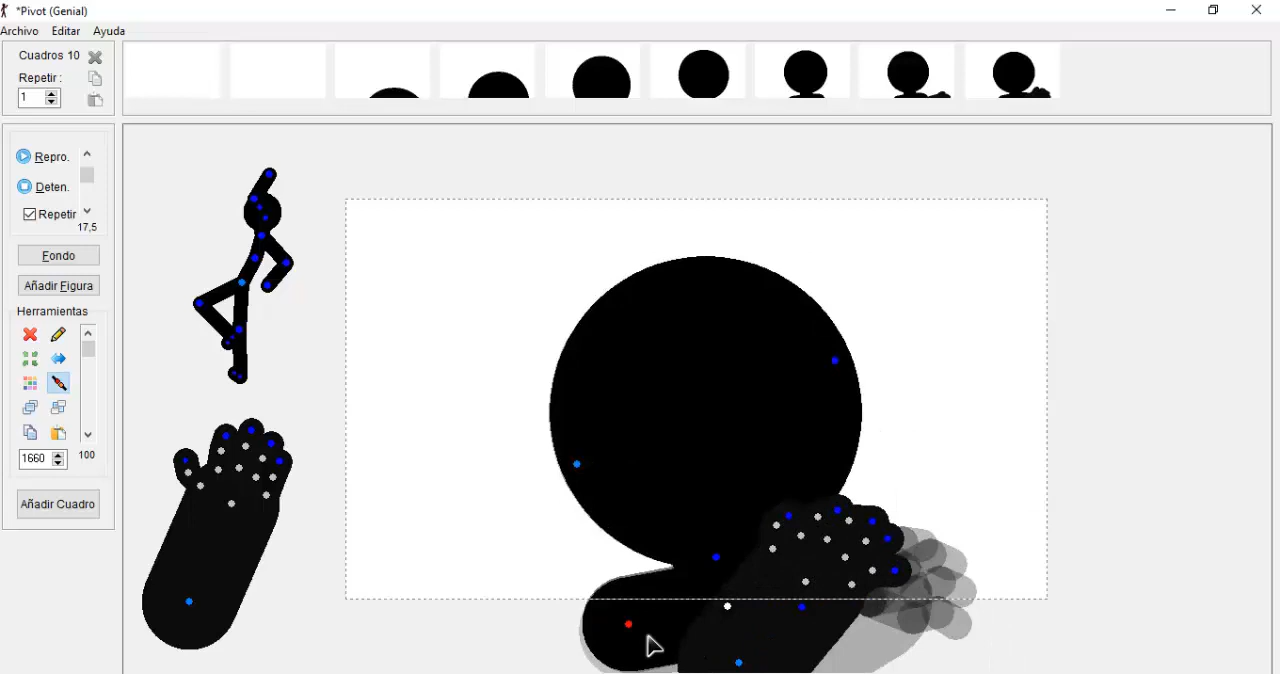 *Pivot (Genial)
Archivo Editar Ayuda
Cuadros 10
Repetir :
1
Repro.
Deten.
Repetir
17,5
Fondo
Añadir Figura
Herramientas
1660
100
Añadir Cuadro